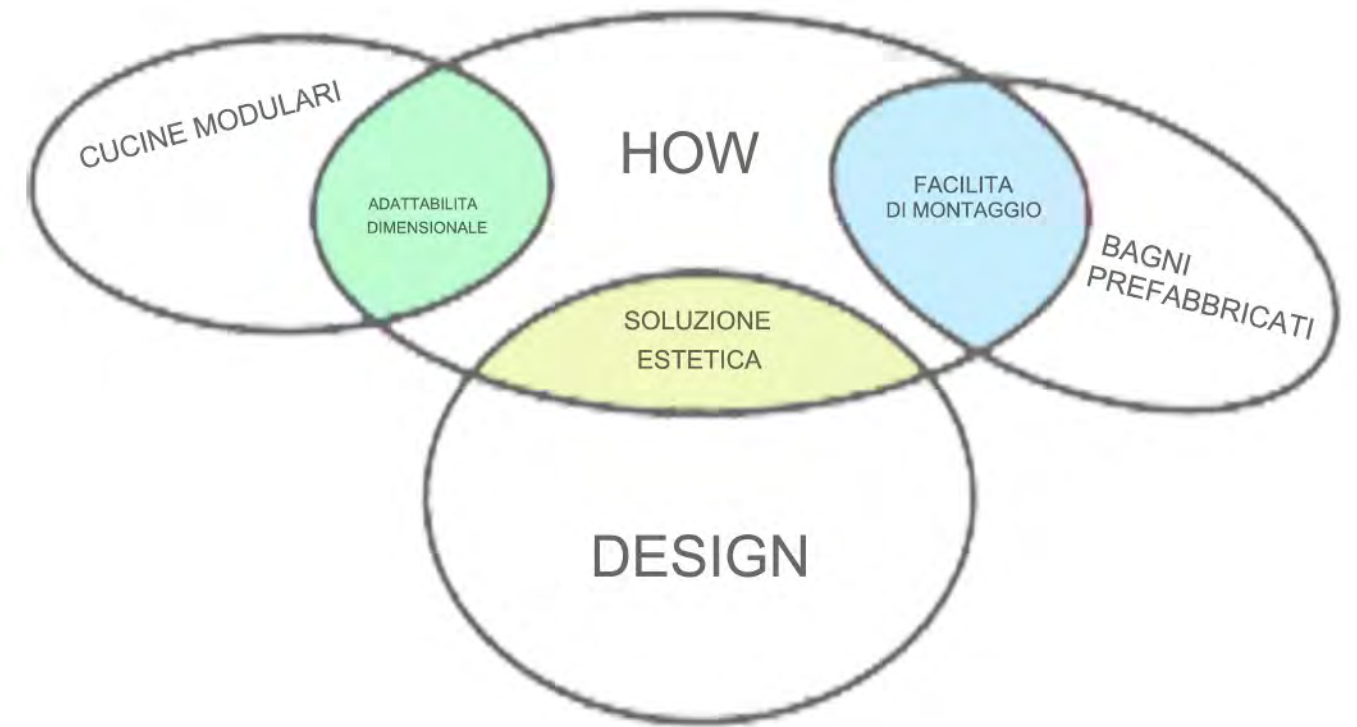 CUCINE MODULARI
HOW
ADATTABILITA
DIMENSIONALE
FACILITA
DI MONTAGGIO
BAGNI
PREFABBRICATI
SOLUZIONE
ESTETICA
DESIGN